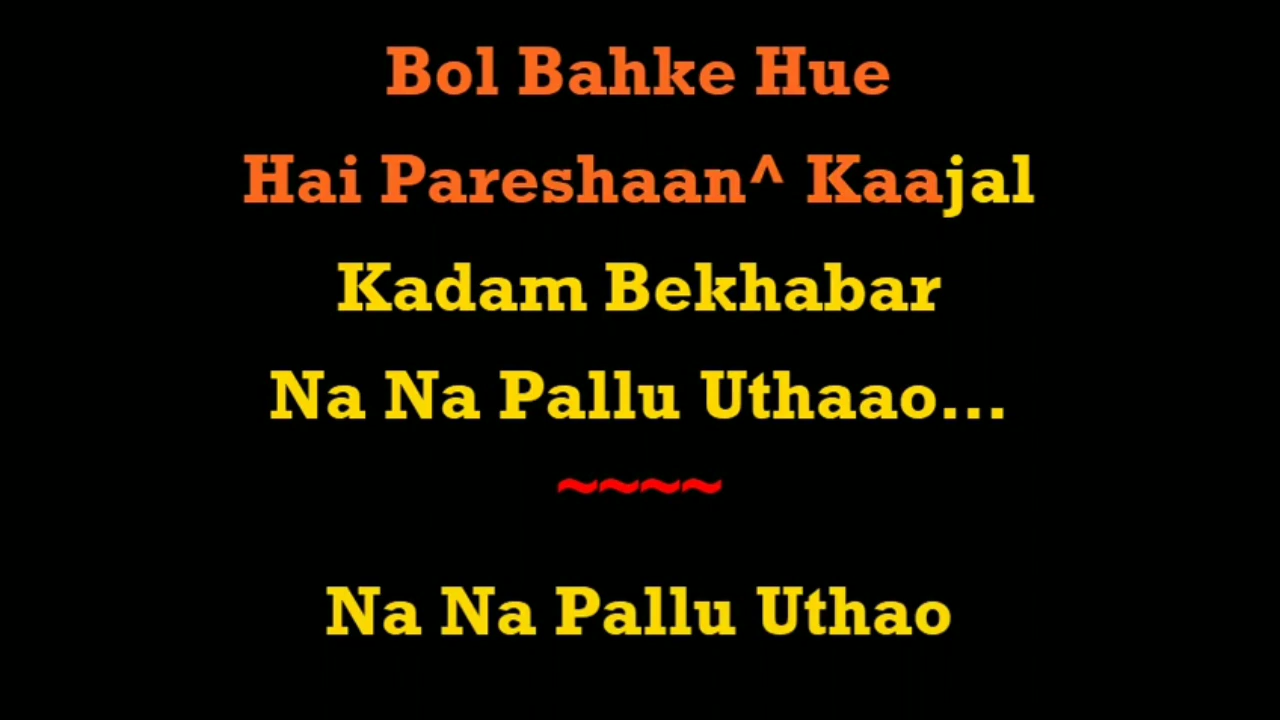 Bol Bahke Hue
Hai Pareshaan^ Kaajal
Kadam Bekhabar
Na Na Pallu Uthaao...
~~~~
Na Na Pallu Uthao